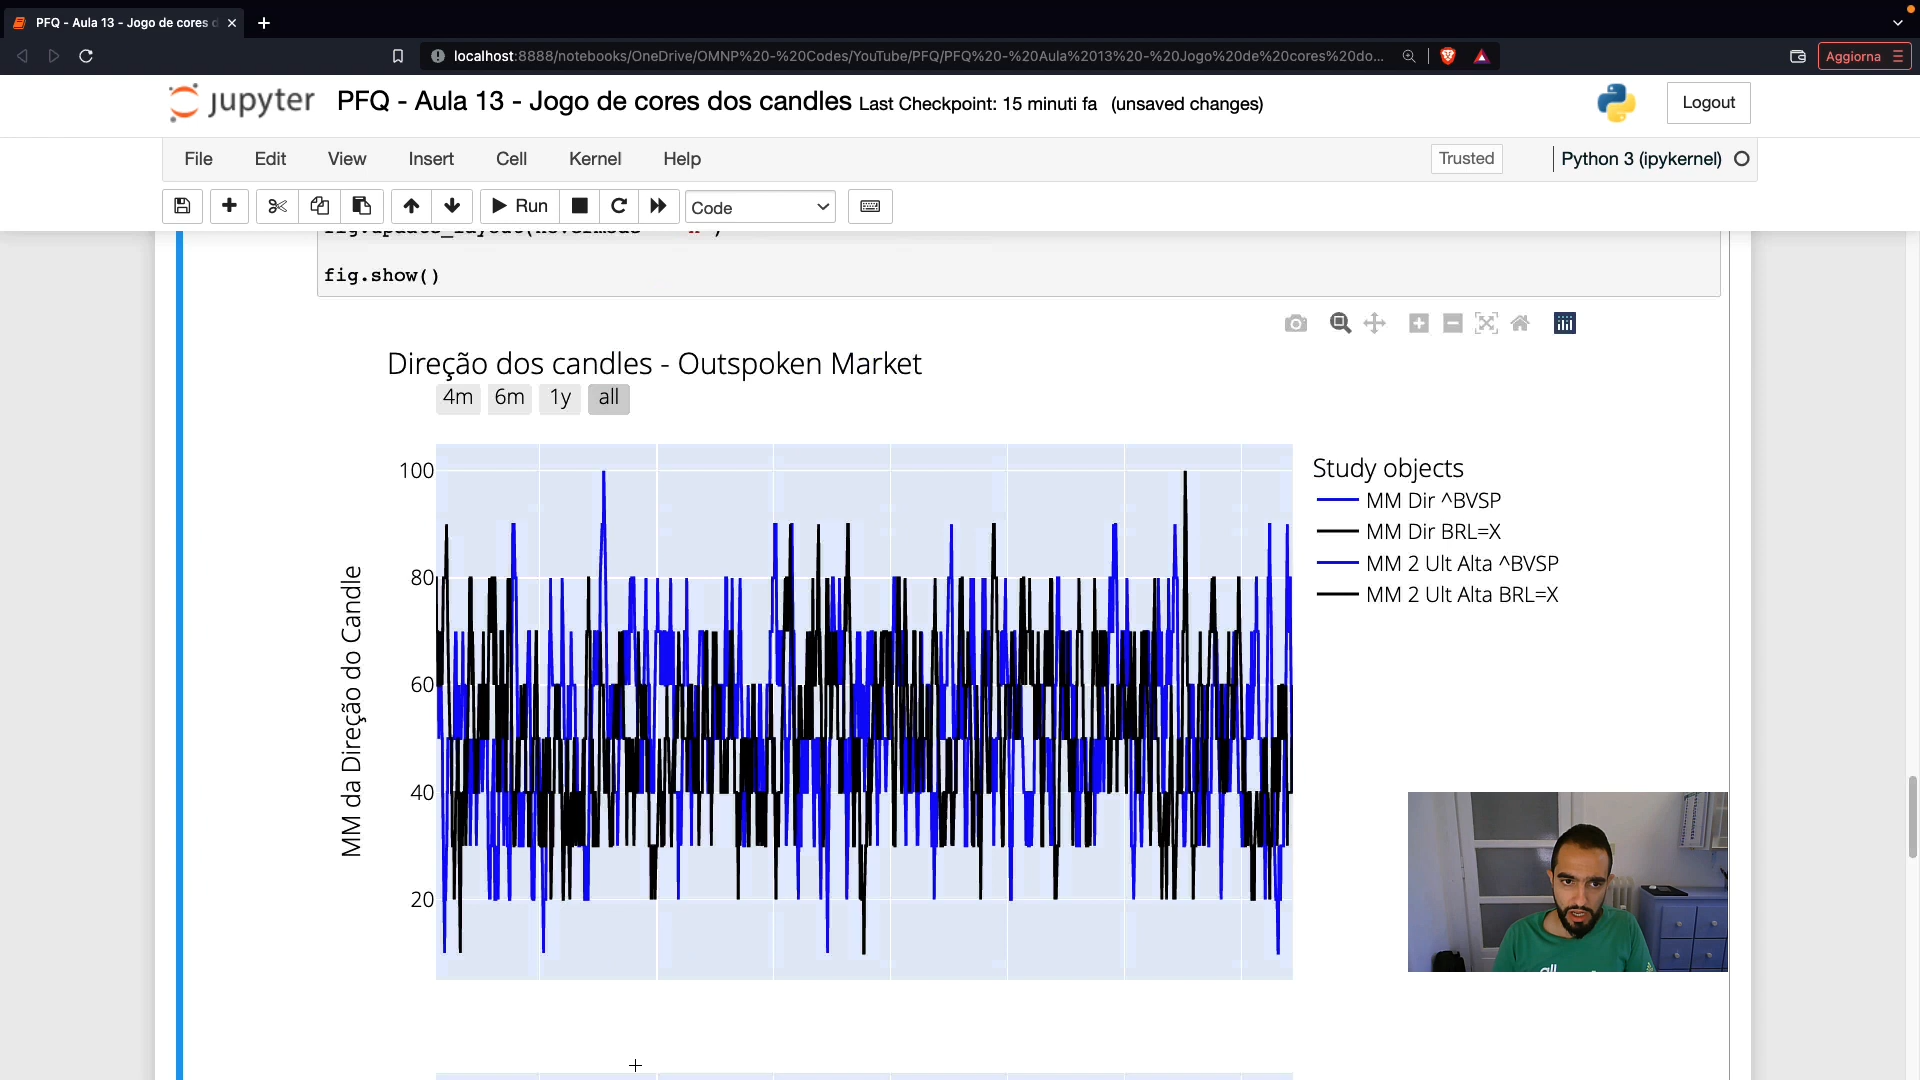 PFQ - Aula 13 - Jogo de cores d
localhost:8888/notebooks/OneDrive/OMNP%20-%20Codes/YouTube/PFQ/PFQ%20-%20Aula%2013%20-%20Jogo%20de%20cores%20do...
Aggiorna
jupyter PFQ - Aula 13 - Jogo de cores dos candles Last Checkpoint: 15 minuti fa (unsaved changes)
Logout
File Edit View Insert Cell Kernel Help
Trusted
Python 3 (ipykernel)
Run
Code
fig.show()
Direção dos candles - Outspoken Market
4m 6m 1y all
MM da Direção do Candle
100
80
60
40
20
Study objects
MM Dir ^BVSP
MM Dir BRL=X
MM 2 Ult Alta ^BVSP
MM 2 Ult Alta BRL=X